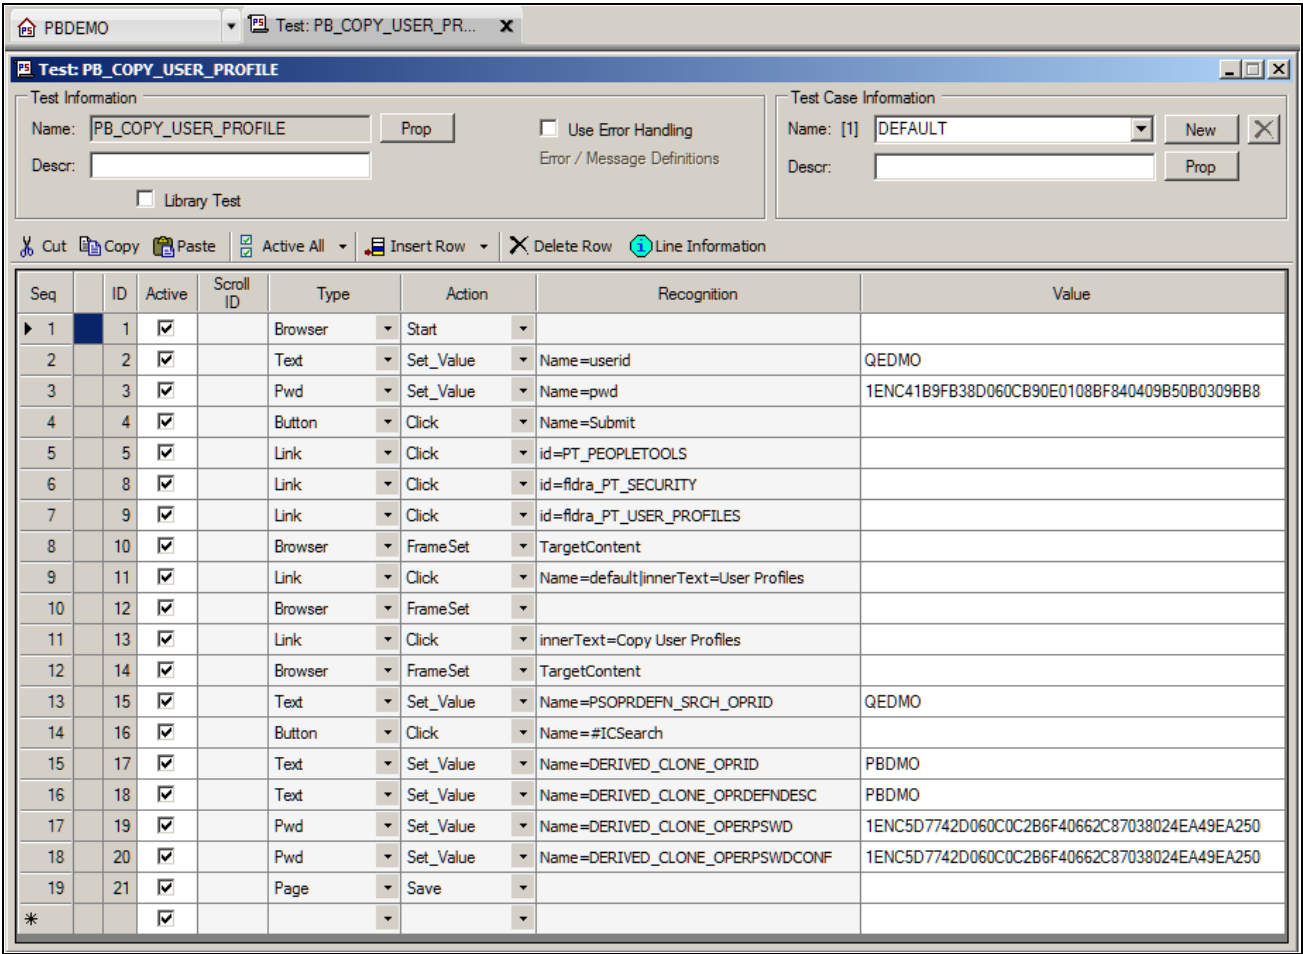 PBDEMO Test: PB_COPY_USER_PR... X
Test: PB_COPY_USER_PROFILE
Test Information Test Case Information
Name: PB_COPY_USER_PROFILE Prop Use Error Handling Name: [1] DEFAULT New
Descr: Error / Message Definitions Descr: Prop
Library Test
Cut Copy Paste Active All Insert Row Delete Row Line Information
Seq ID Active Scroll ID Type Action Recognition Value
1 1 Browser Start
2 2 Text Set_Value Name=userid QEDMO
3 3 Pwd Set_Value Name=pwd 1ENC41B9FB38D060CB90E0108BF840409B50B0309BB8
4 4 Button Click Name=Submit
5 5 Link Click id=PT_PEOPLETOOLS
6 8 Link Click id=fldra_PT_SECURITY
7 9 Link Click id=fldra_PT_USER_PROFILES
8 10 Browser FrameSet TargetContent
9 11 Link Click Name=default|innerText=User Profiles
10 12 Browser FrameSet
11 13 Link Click innerText=Copy User Profiles
12 14 Browser FrameSet TargetContent
13 15 Text Set_Value Name=PSOPRDEFN_SRCH_OPRID QEDMO
14 16 Button Click Name=#ICSearch
15 17 Text Set_Value Name=DERIVED_CLONE_OPRID PBDMO
16 18 Text Set_Value Name=DERIVED_CLONE_OPRDEFNDESC PBDMO
17 19 Pwd Set_Value Name=DERIVED_CLONE_OPERPSWD 1ENC5D7742D060C0C2B6F40662C87038024EA49EA250
18 20 Pwd Set_Value Name=DERIVED_CLONE_OPERPSWDCONF 1ENC5D7742D060C0C2B6F40662C87038024EA49EA250
19 21 Page Save